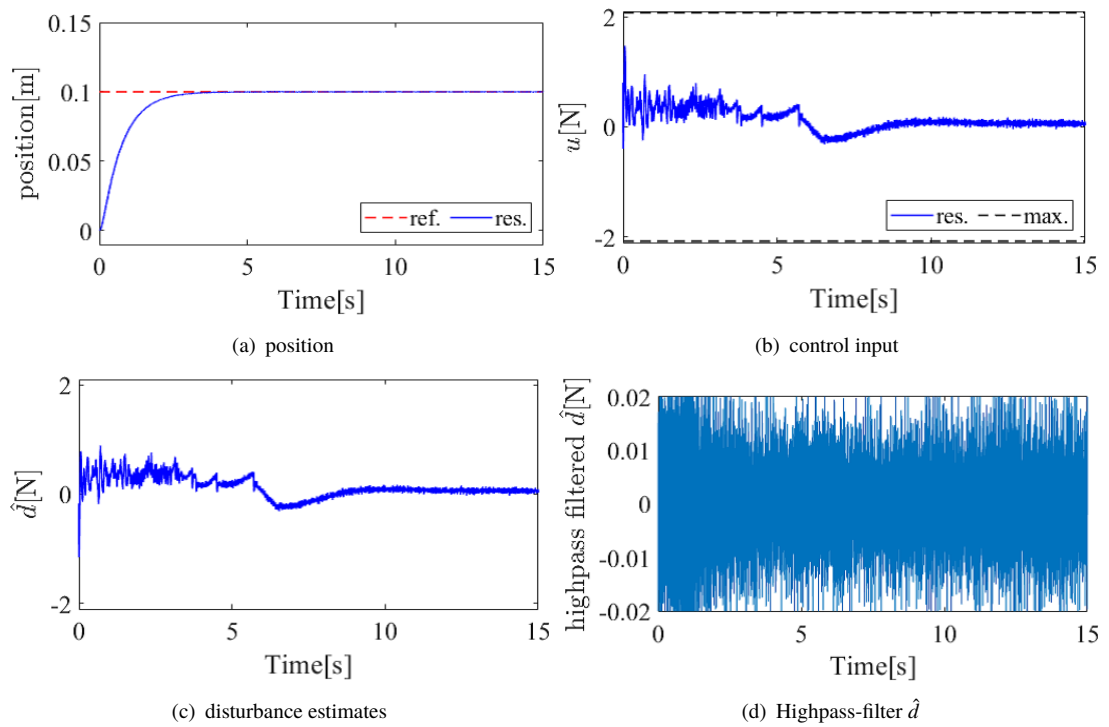 0.15
0.1
0.05
0
position[m]
ref. res.
0 5 10 15
Time[s]
(a) position
2
0
-2
u[N]
res. max.
0 5 10 15
Time[s]
(b) control input
2
0
-2
d̂[N]
0 5 10 15
Time[s]
(c) disturbance estimates
0.02
0.01
0
-0.01
-0.02
highpass filtered d̂[N]
0 5 10 15
Time[s]
(d) Highpass-filter d̂